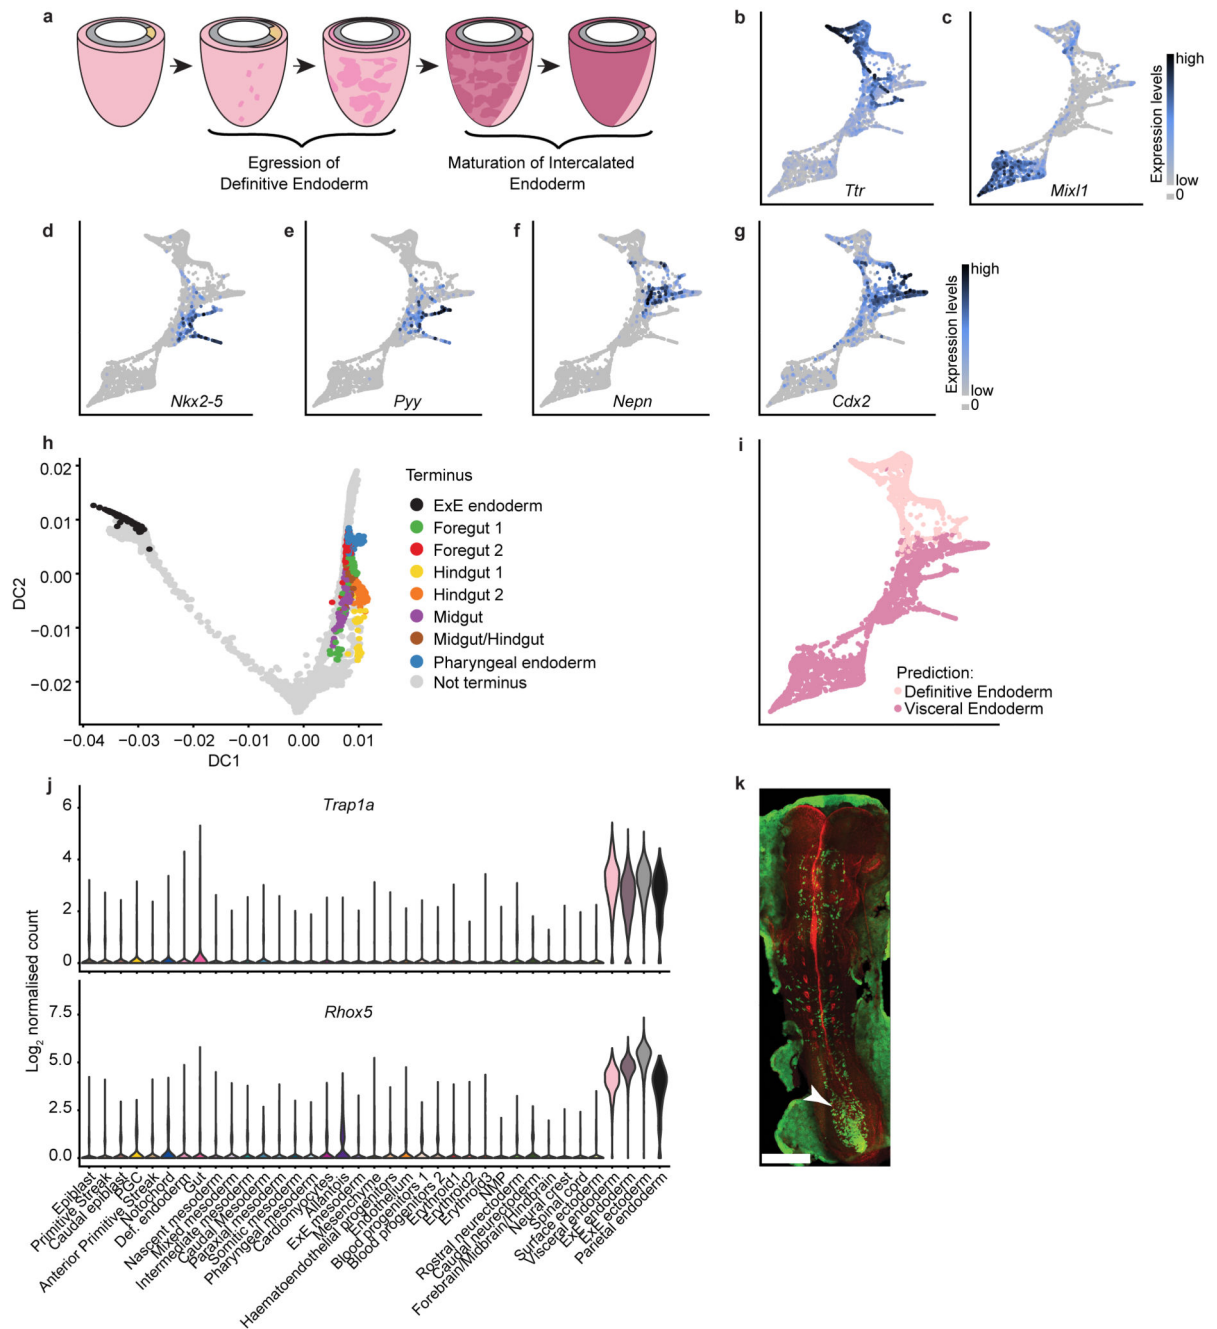 a
Egression of
Definitive Endoderm
Maturation of Intercalated
Endoderm
b
Ttr
c
Mixl1
Expression levels
high
low
0
d
Nkx2-5
e
Pyy
f
Nepn
g
Cdx2
Expression levels
high
low
0
h
DC2
0.02
0.01
0.00
−0.01
−0.02
−0.04
−0.03
−0.02
−0.01
0.00
0.01
DC1
Terminus
ExE endoderm
Foregut 1
Foregut 2
Hindgut 1
Hindgut 2
Midgut
Midgut/Hindgut
Pharyngeal endoderm
Not terminus
i
Prediction:
Definitive Endoderm
Visceral Endoderm
j
Log2 normalised count
Trap1a
6
4
2
0
Rhox5
7.5
5.0
2.5
0.0
Epiblast
Primitive Streak
Caudal epiblast
PGC
Anterior Primitive Streak
Notochord
Def. endoderm
Gut
Nascent mesoderm
Mixed mesoderm
Intermediate mesoderm
Caudal Mesoderm
Paraxial mesoderm
Somitic mesoderm
Pharyngeal mesoderm
Cardiomyocytes
Allantois
ExE mesoderm
Mesenchyme
Haematoendothelial progenitors
Endothelium
Blood progenitors 1
Blood progenitors 2
Erythroid1
Erythroid2
Erythroid3
NMP
Rostral neurectoderm
Caudal neurectoderm
Forebrain/Midbrain/Hindbrain
Neural crest
Spinal cord
Surface ectoderm
Visceral endoderm
ExE endoderm
ExE ectoderm
Parietal endoderm
k